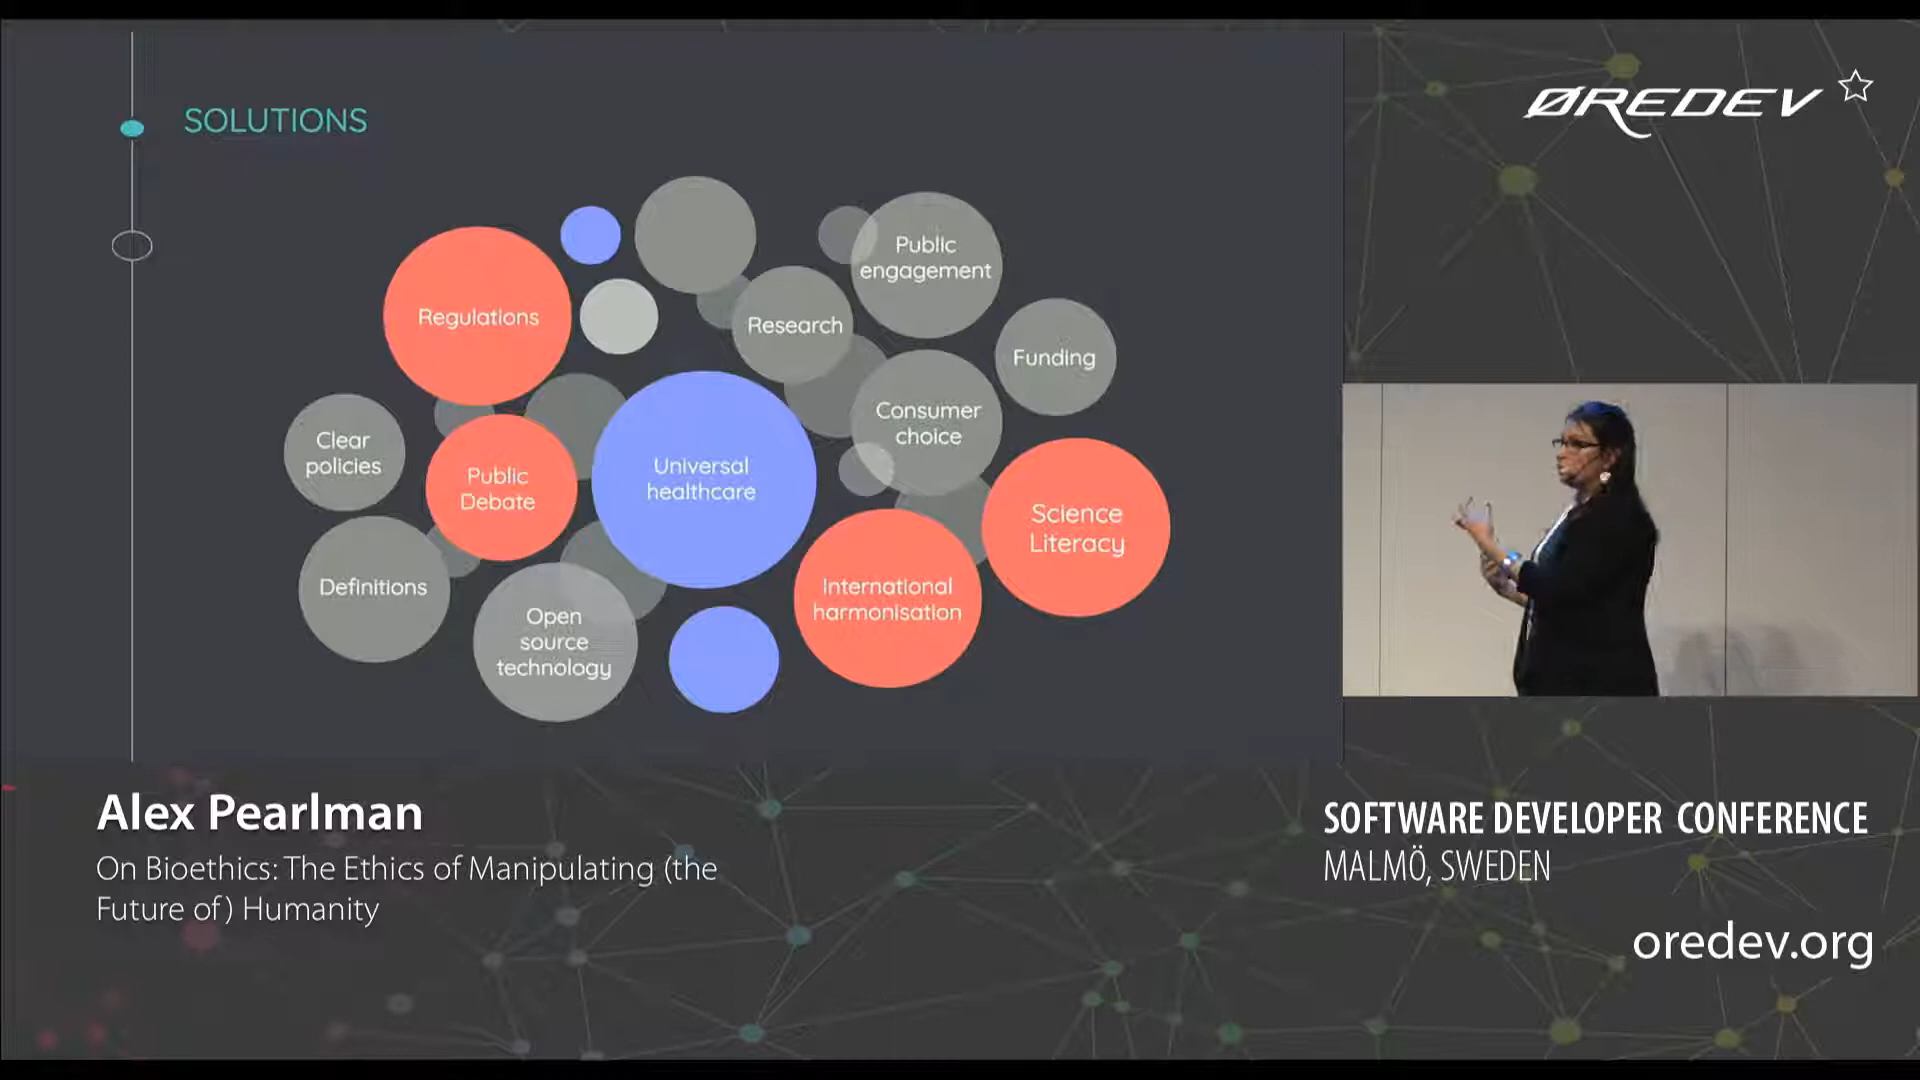 SOLUTIONS
Regulations
Public
engagement
Research
Funding
Clear
policies
Public
Debate
Universal
healthcare
Consumer
choice
Science
Literacy
Definitions
Open
source
technology
International
harmonisation
ØREDEV
Alex Pearlman
On Bioethics: The Ethics of Manipulating (the
Future of) Humanity
SOFTWARE DEVELOPER CONFERENCE
MALMÖ, SWEDEN
oredev.org